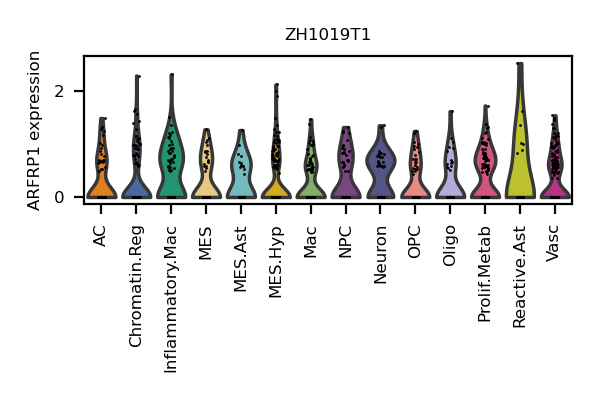 ZH1019T1
ARFRP1 expression
2
0
AC
Chromatin.Reg
Inflammatory.Mac
MES
MES.Ast
MES.Hyp
Mac
NPC
Neuron
OPC
Oligo
Prolif.Metab
Reactive.Ast
Vasc